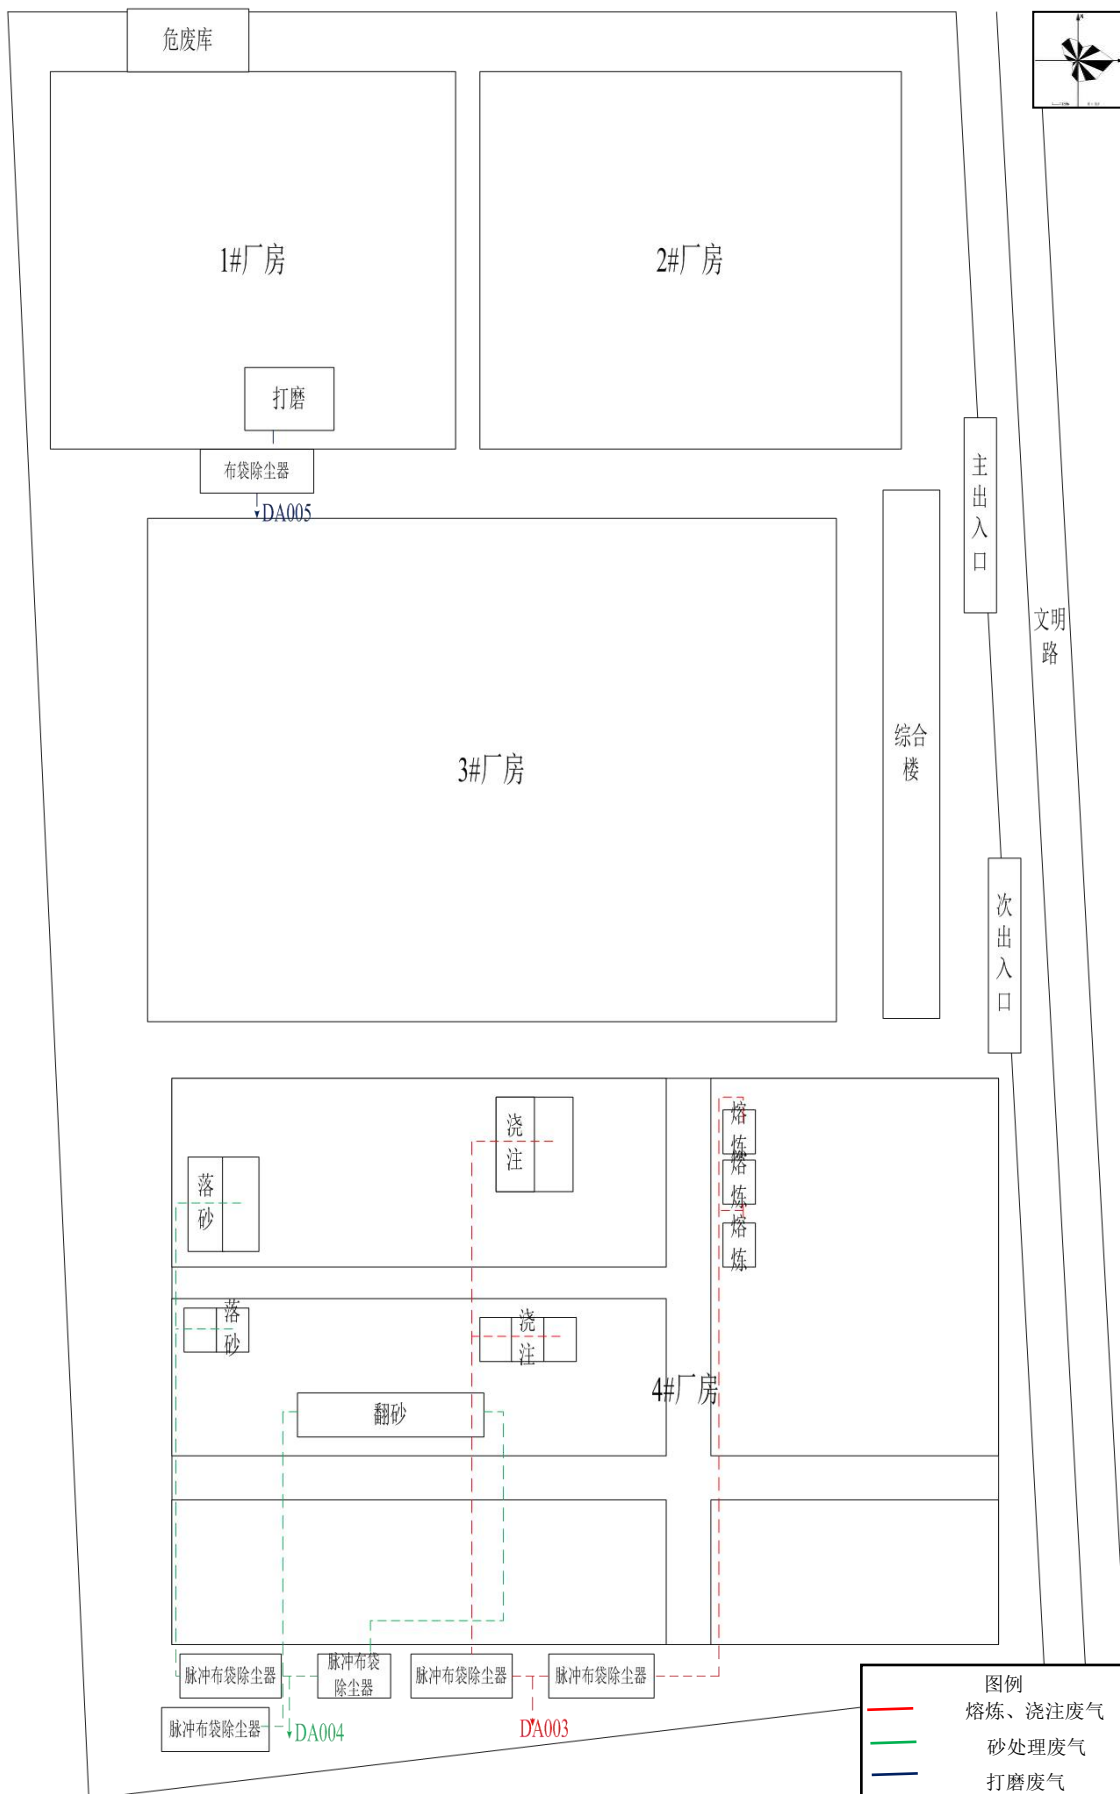 危废库
1#厂房
2#厂房
打磨
布袋除尘器
DA005
主
出
入
口
文明
路
3#厂房
综合
楼
次
出
入
口
浇
注
熔
炼
熔
炼
熔
炼
落
砂
落
砂
浇
注
4#厂房
翻砂
脉冲布袋除尘器
脉冲布袋
除尘器
脉冲布袋除尘器
脉冲布袋除尘器
脉冲布袋除尘器
DA004
DA003
图例
熔炼、浇注废气
砂处理废气
打磨废气